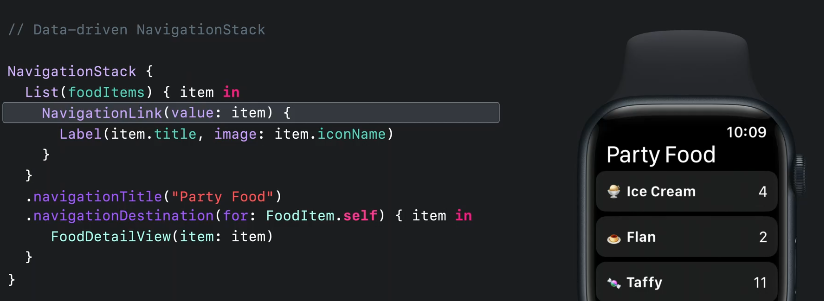 // Data-driven NavigationStack
NavigationStack {
List(foodItems) { item in
NavigationLink(value: item) {
Label(item.title, image: item.iconName)
}
}
.navigationTitle("Party Food")
.navigationDestination(for: FoodItem.self) { item in
FoodDetailView(item: item)
}
}
10:09
Party Food
Ice Cream 4
Flan 2
Taffy 11